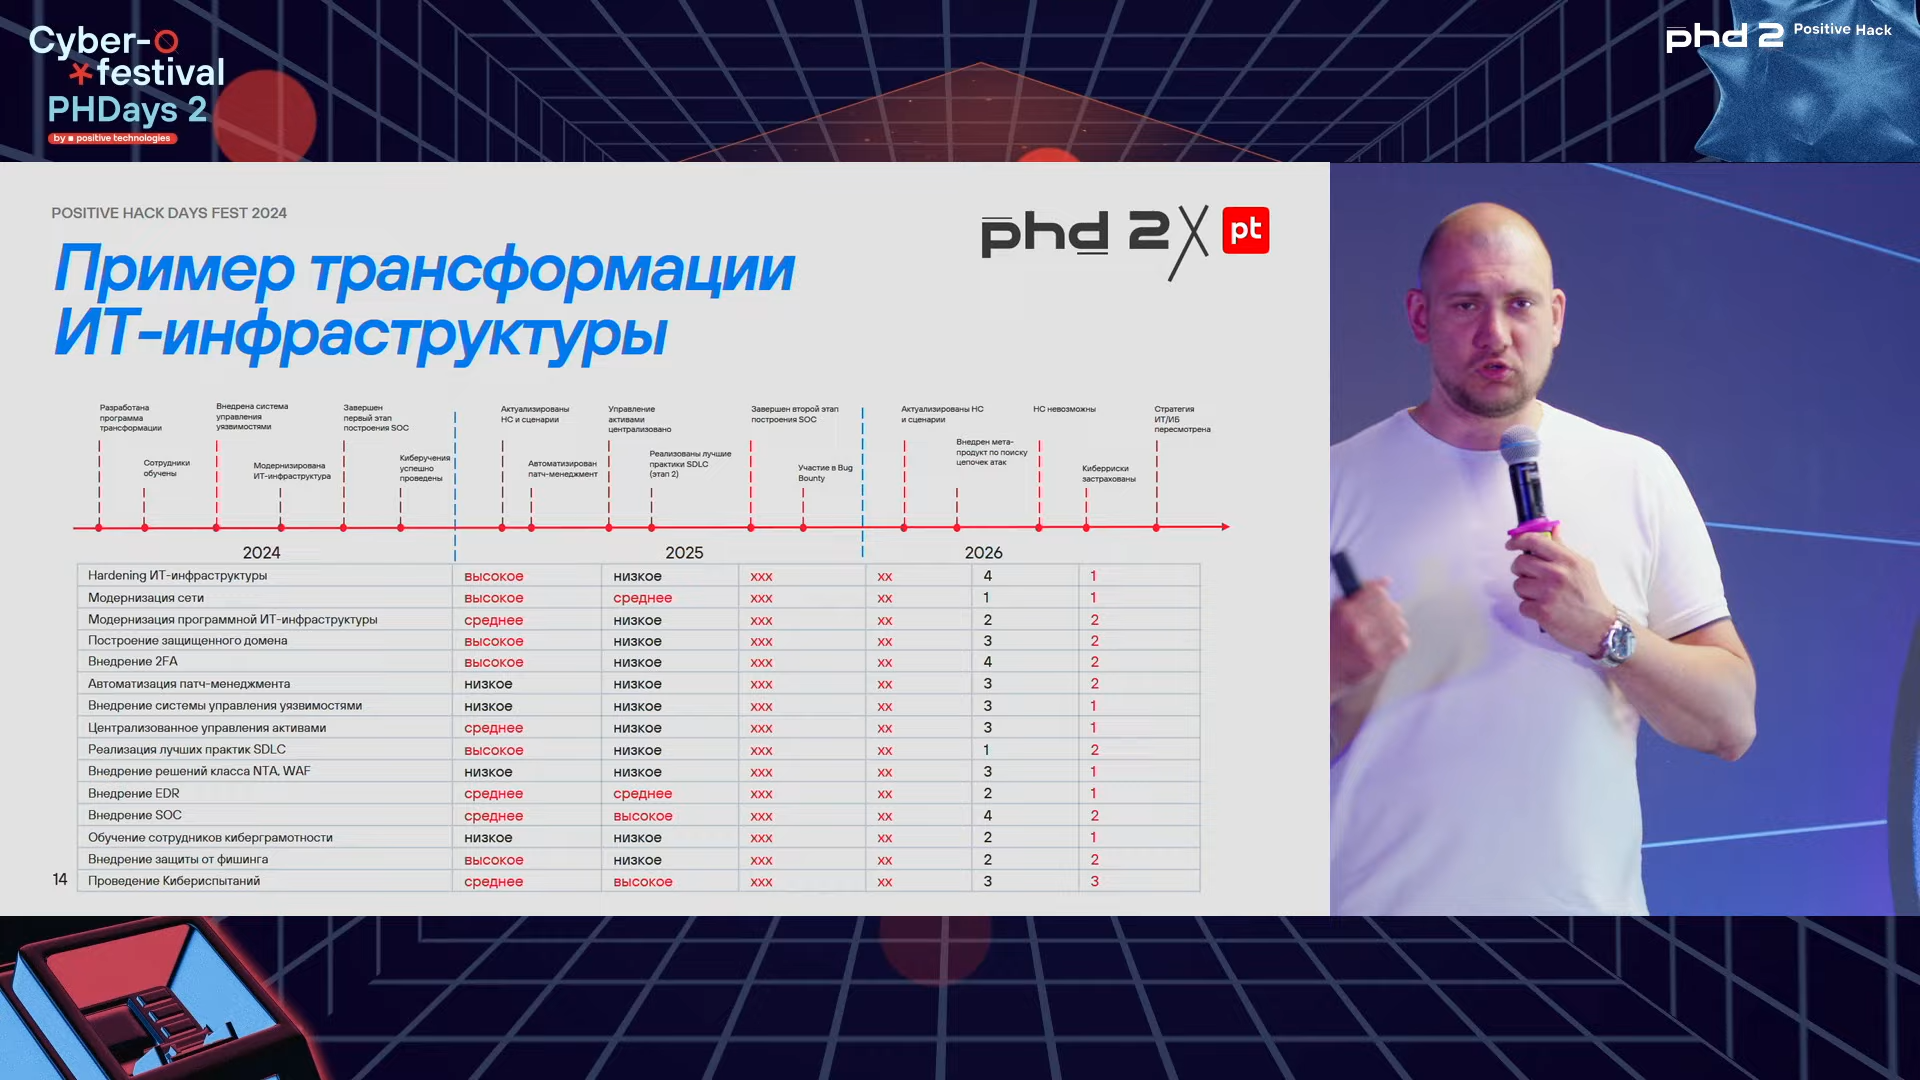 Cyber-
festival
PHDays 2
by positive technologies
phd 2 Positive Hack
POSITIVE HACK DAYS FEST 2024
phd 2 X pt
Пример трансформации
ИТ-инфраструктуры
Разработана
программа
трансформации
Сотрудники
обучены
Внедрена система
управления
уязвимостями
Модернизирована
ИТ-инфраструктура
Завершен
первый этап
построения SOC
Киберучения
успешно
проведены
Актуализированы
НС и сценарии
Автоматизирован
патч-менеджмент
Управление
активами
централизовано
Реализованы лучшие
практики SDLC
(этап 2)
Завершен второй этап
построения SOC
Участие в Bug
Bounty
Актуализированы НС
и сценарии
Внедрен мета-
продукт по поиску
цепочек атак
НС невозможны
Киберриски
застрахованы
Стратегия
ИТ/ИБ
пересмотрена
2024 2025 2026
Hardening ИТ-инфраструктуры высокое низкое xxx xx 4 1
Модернизация сети высокое среднее xxx xx 1 1
Модернизация программной ИТ-инфраструктуры среднее низкое xxx xx 2 2
Построение защищенного домена высокое низкое xxx xx 3 2
Внедрение 2FA высокое низкое xxx xx 4 2
Автоматизация патч-менеджмента низкое низкое xxx xx 3 2
Внедрение системы управления уязвимостями низкое низкое xxx xx 3 1
Централизованное управления активами среднее низкое xxx xx 3 1
Реализация лучших практик SDLC высокое низкое xxx xx 1 2
Внедрение решений класса NTA, WAF низкое низкое xxx xx 3 1
Внедрение EDR среднее среднее xxx xx 2 1
Внедрение SOC среднее высокое xxx xx 4 2
Обучение сотрудников киберграмотности низкое низкое xxx xx 2 1
Внедрение защиты от фишинга высокое низкое xxx xx 2 2
14 Проведение Кибериспытаний среднее высокое xxx xx 3 3